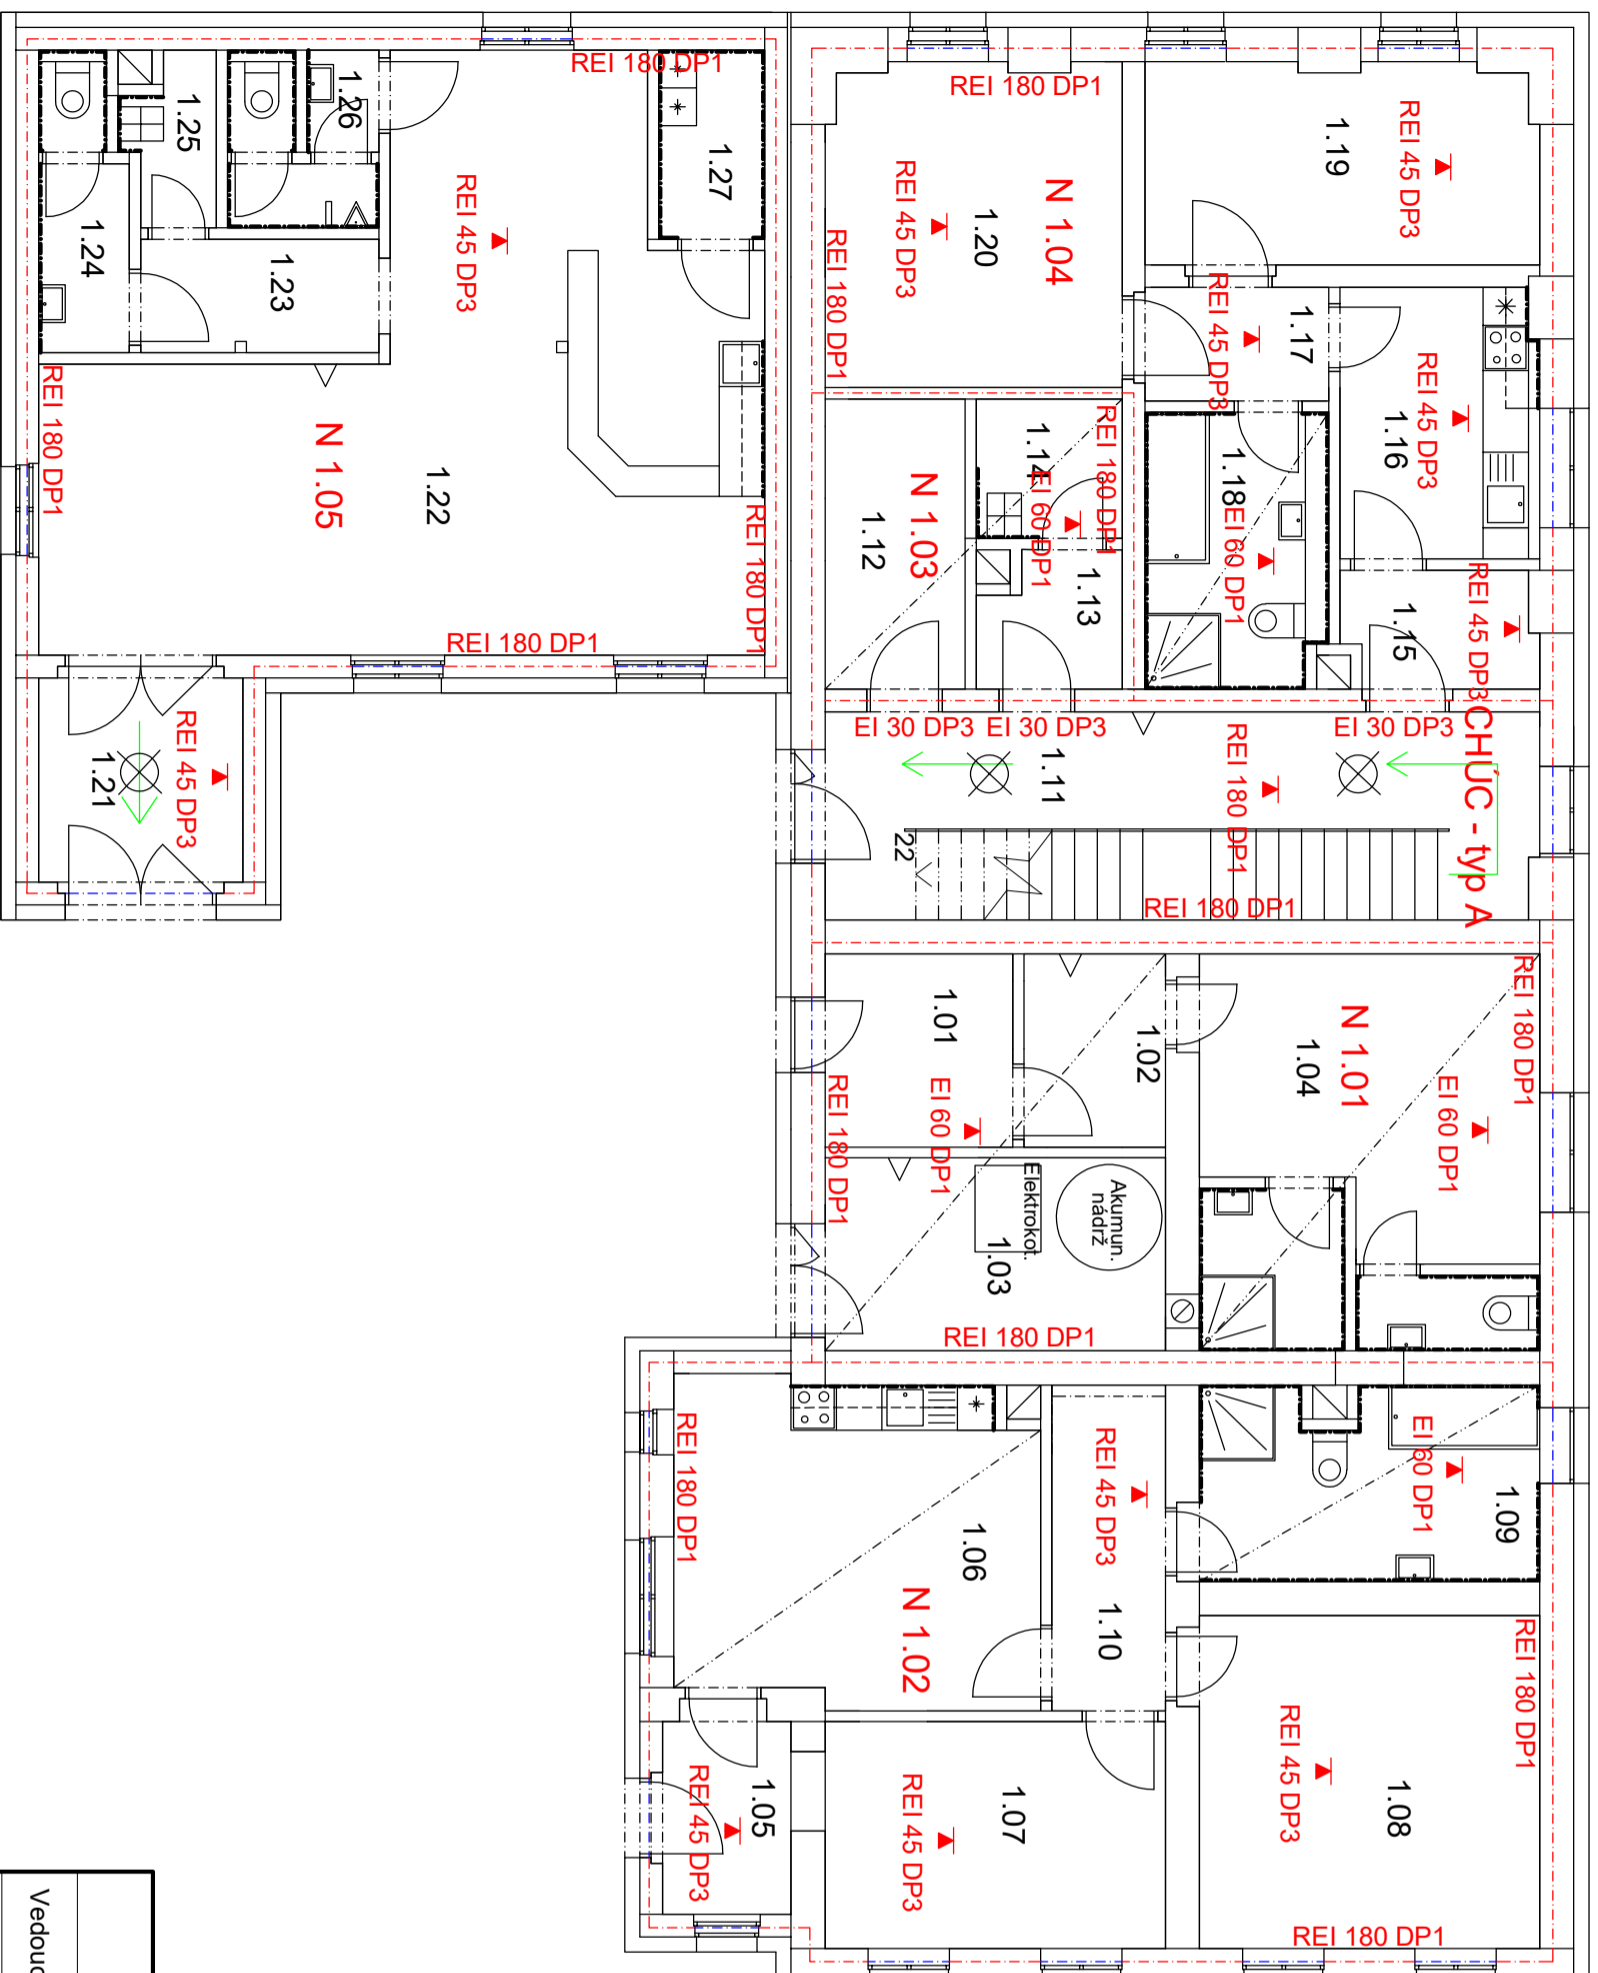 REI 180 DP1
REI 180 DP1
1.26
1.25
1.27
1.24
1.23
REI 45 DP3
REI 180 DP1
N 1.05
1.22
REI 180 DP1
REI 180 DP1
1.21
REI 45 DP3
1.19
REI 45 DP3
N 1.04
1.20
REI 45 DP3
REI 180 DP1
REI 45 DP3
1.17
REI 45 DP3
1.16
REI 180 DP1
1.14
EI 60 DP1
N 1.03
1.12
1.13
1.18
EI 60 DP1
1.15
REI 45 DP3
EI 30 DP3
EI 30 DP3
EI 30 DP3
CHÚC - typ A
1.11
REI 180 DP1
22
REI 180 DP1
REI 180 DP1
N 1.01
1.04
EI 60 DP1
1.01
1.02
EI 60 DP1
REI 180 DP1
Elektrokot.
1.03
Akumun.
nádrž
REI 180 DP1
REI 180 DP1
1.06
N 1.02
REI 45 DP3
1.10
EI 60 DP1
1.09
REI 180 DP1
REI 45 DP3
1.08
1.07
REI 45 DP3
1.05
REI 45 DP3
REI 180 DP1